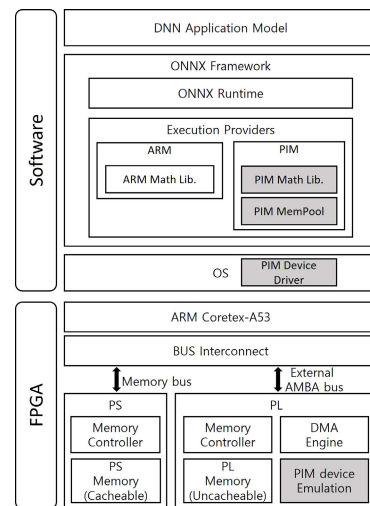 Software
DNN Application Model
ONNX Framework
ONNX Runtime
Execution Providers
ARM
ARM Math Lib.
PIM
PIM Math Lib.
PIM MemPool
OS
PIM Device
Driver
FPGA
ARM Coretex-A53
BUS Interconnect
Memory bus
External
AMBA bus
PS
Memory
Controller
PS
Memory
(Cacheable)
PL
Memory
Controller
DMA
Engine
PL
Memory
(Uncacheable)
PIM device
Emulation